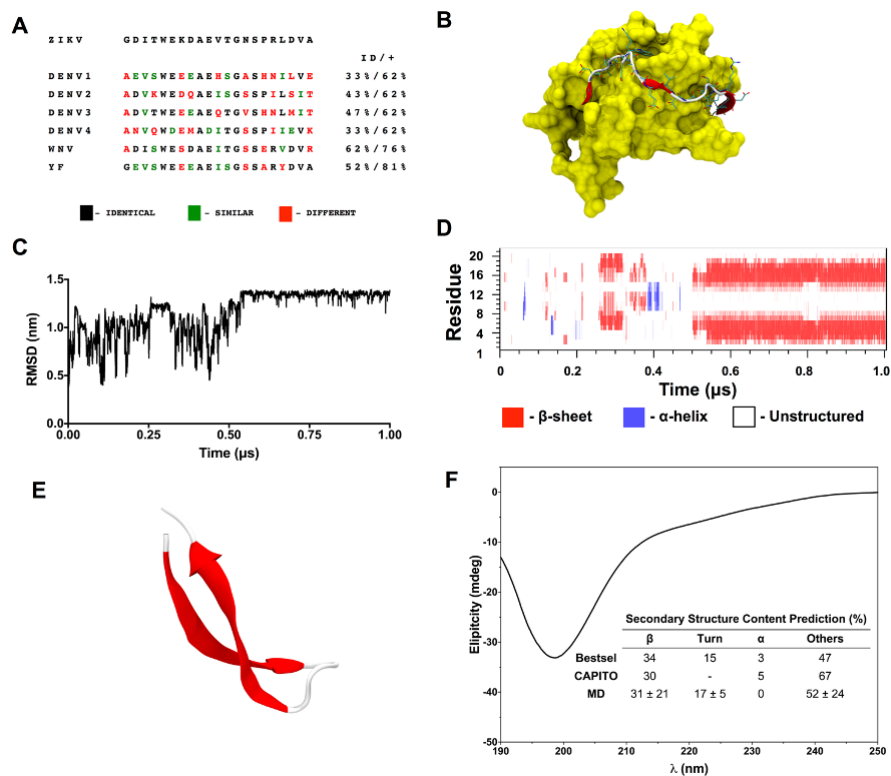 A
ZIKV GDITWEKDAEVTGNSPRLDVA
ID/+
DENV1 AEVSWEEEAEHSGASHNILVE 33%/62%
DENV2 ADVKWEDQAEISGSSPILSIT 43%/62%
DENV3 ADVTWEEEAEQTGVSHNLMIT 47%/62%
DENV4 ANVQWDEMADITGSSPIIEVK 33%/62%
WNV ADISWESDAEITGSSERVDVR 62%/76%
YF GEVSWEEEAEISGSSARYDVA 52%/81%
- IDENTICAL - SIMILAR - DIFFERENT
B
C
RMSD (nm)
1.5
1.0
0.5
0.0
0.00 0.25 0.50 0.75 1.00
Time (µs)
D
Residue
20
16
12
8
4
1
0 0.2 0.4 0.6 0.8 1.0
Time (µs)
- β-sheet - α-helix - Unstructured
E
F
Elipitcity (mdeg)
0
-10
-20
-30
-40
-50
190 200 210 220 230 240 250
λ (nm)
Secondary Structure Content Prediction (%)
β Turn α Others
Bestsel 34 15 3 47
CAPITO 30 - 5 67
MD 31 ± 21 17 ± 5 0 52 ± 24